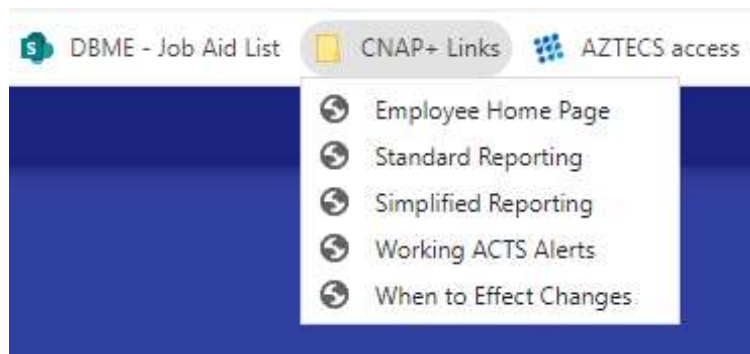 DBME - Job Aid List CNAP+ Links AZTECS access
Employee Home Page
Standard Reporting
Simplified Reporting
Working ACTS Alerts
When to Effect Changes